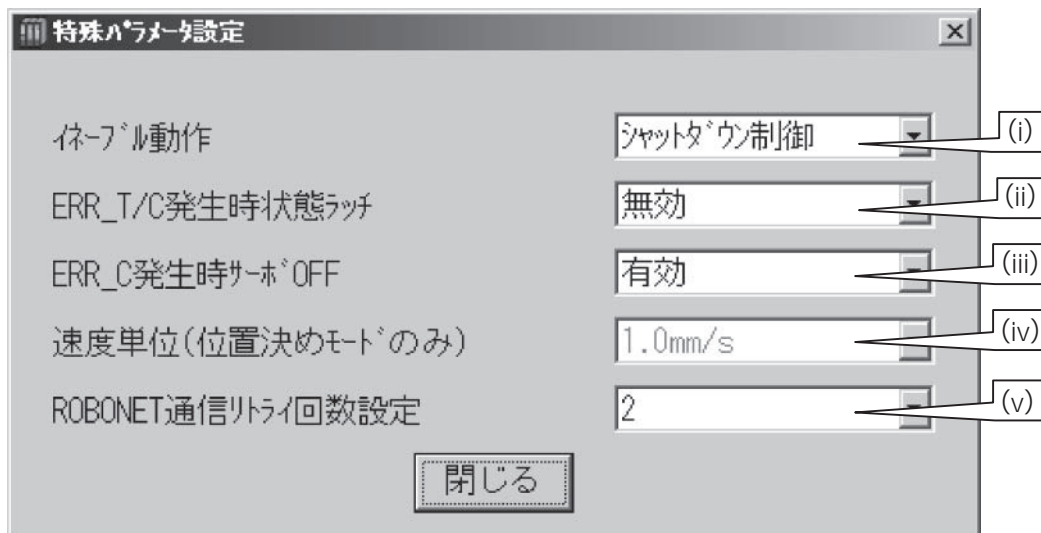 特殊ﾊﾟﾗﾒｰﾀ設定
ｲﾈｰﾌﾞﾙ動作 ｼｬｯﾄﾀﾞｳﾝ制御 (i)
ERR_T/C発生時状態ﾗｯﾁ 無効 (ii)
ERR_C発生時ｻｰﾎﾞOFF 有効 (iii)
速度単位(位置決めﾓｰﾄﾞのみ) 1.0mm/s (iv)
ROBONET通信ﾘﾄﾗｲ回数設定 2 (v)
閉じる